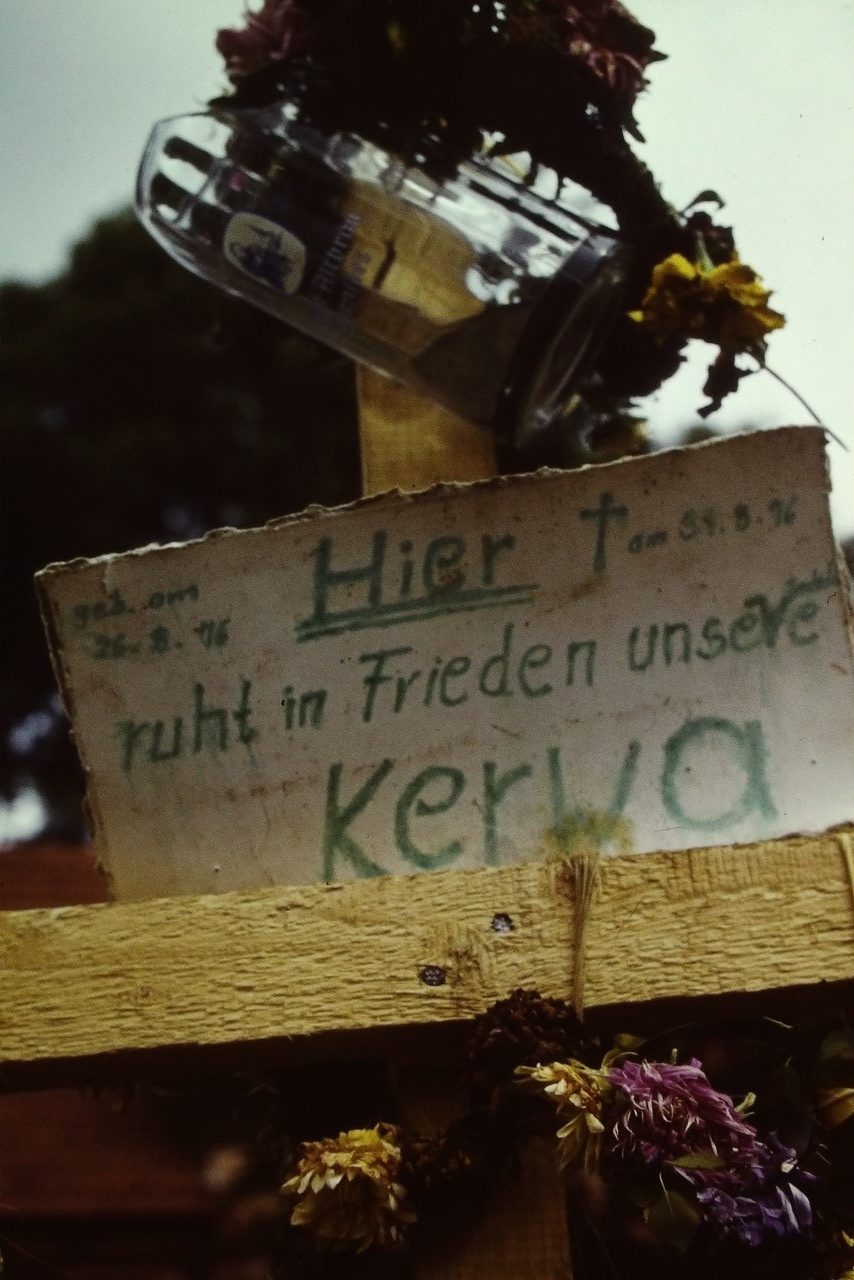 Hier
† am 31.8.76
geb. am
26. 8. 76
ruht in Frieden unsere
Kerwa